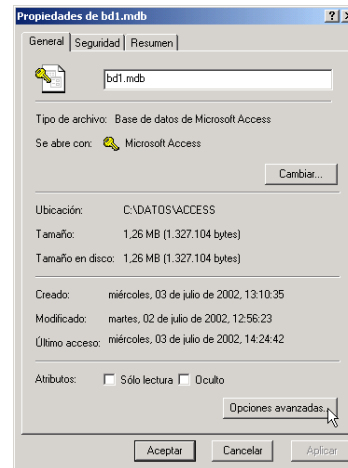 Propiedades de bd1.mdb
General Seguridad Resumen
bd1.mdb
Tipo de archivo: Base de datos de Microsoft Access
Se abre con: Microsoft Access
Cambiar...
Ubicación: C:\DATOS\ACCESS
Tamaño: 1,26 MB (1.327.104 bytes)
Tamaño en disco: 1,26 MB (1.327.104 bytes)
Creado: miércoles, 03 de julio de 2002, 13:10:35
Modificado: martes, 02 de julio de 2002, 12:56:23
Último acceso: miércoles, 03 de julio de 2002, 14:24:42
Atributos: Sólo lectura Oculto
Opciones avanzadas...
Aceptar Cancelar Aplicar